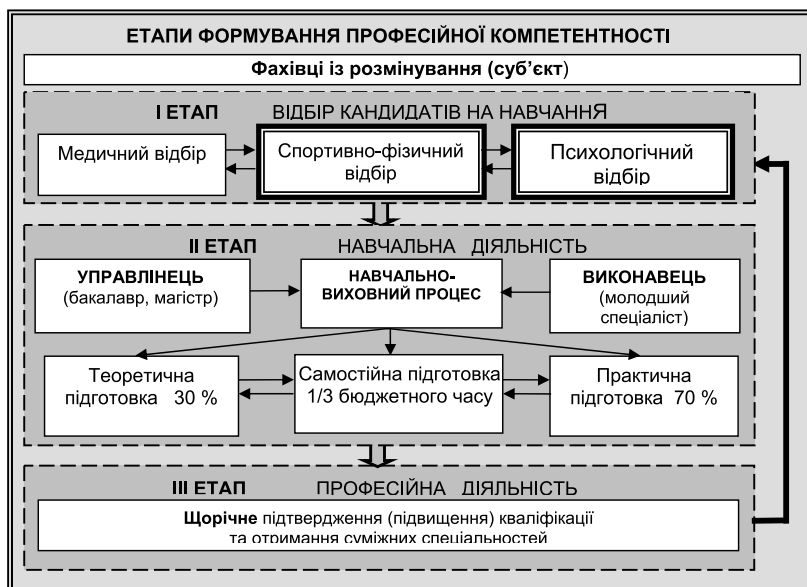 ЕТАПИ ФОРМУВАННЯ ПРОФЕСІЙНОЇ КОМПЕТЕНТНОСТІ
Фахівці із розмінування (суб’єкт)
І ЕТАП ВІДБІР КАНДИДАТІВ НА НАВЧАННЯ
Медичний відбір
Спортивно-фізичний
відбір
Психологічний
відбір
ІІ ЕТАП НАВЧАЛЬНА ДІЯЛЬНІСТЬ
УПРАВЛІНЕЦЬ
(бакалавр, магістр)
НАВЧАЛЬНО-
ВИХОВНИЙ ПРОЦЕС
ВИКОНАВЕЦЬ
(молодший
спеціаліст)
Теоретична
підготовка 30 %
Самостійна підготовка
1/3 бюджетного часу
Практична
підготовка 70 %
ІІІ ЕТАП ПРОФЕСІЙНА ДІЯЛЬНІСТЬ
Щорічне підтвердження (підвищення) кваліфікації
та отримання суміжних спеціальностей